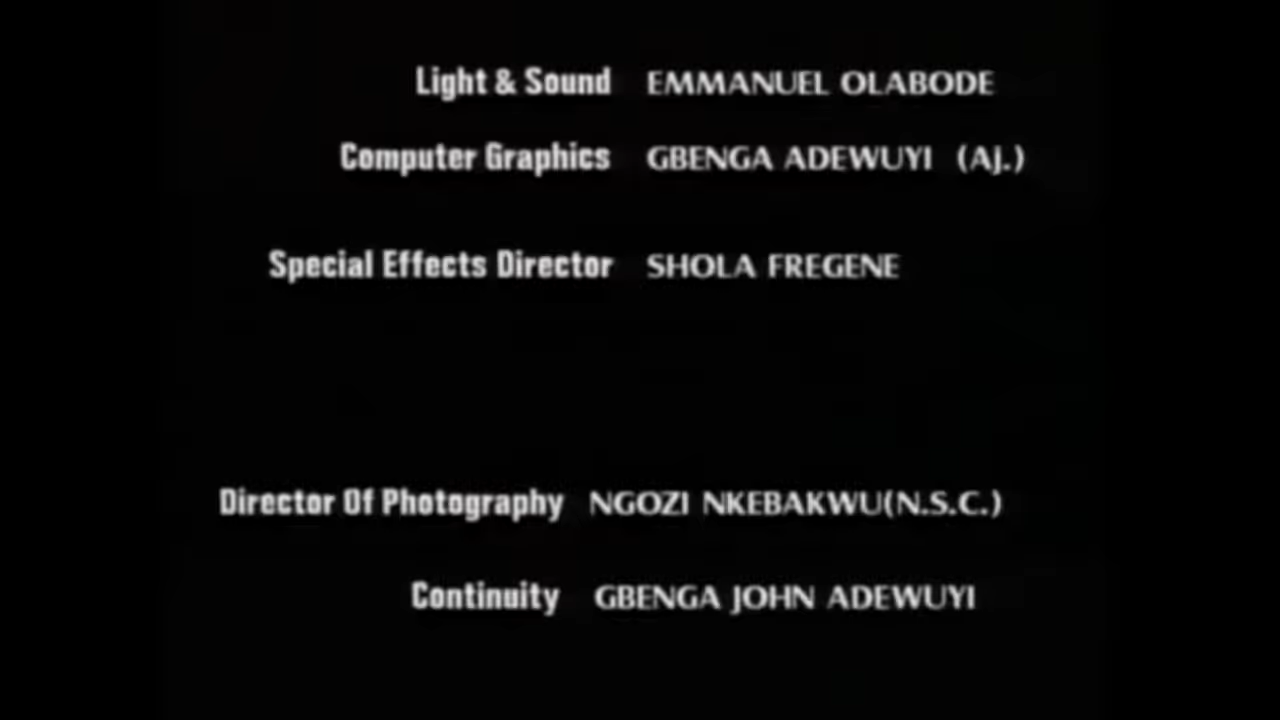 Light & Sound EMMANUEL OLABODE
Computer Graphics GBENGA ADEWUYI (AJ.)
Special Effects Director SHOLA FREGENE
Director Of Photography NGOZI NKEBAKWU(N.S.C.)
Continuity GBENGA JOHN ADEWUYI